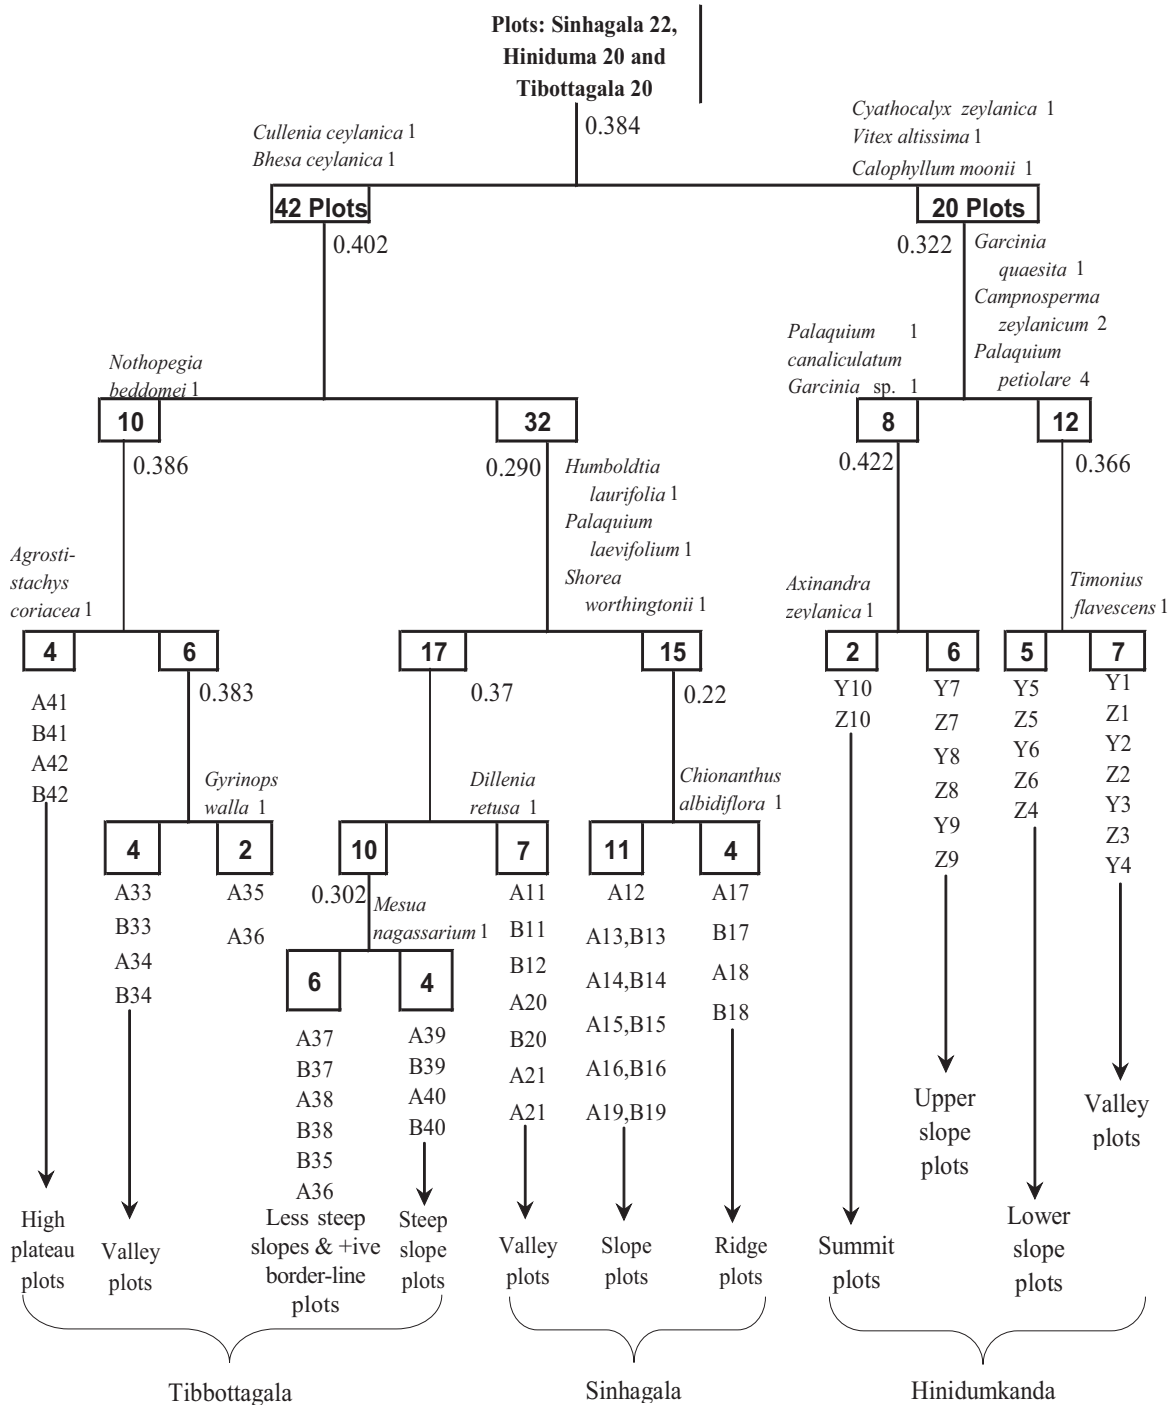 Plots: Sinhagala 22,
Hiniduma 20 and
Tibottagala 20
0.384
Cullenia ceylanica 1
Bhesa ceylanica 1
Cyathocalyx zeylanica 1
Vitex altissima 1
Calophyllum moonii 1
42 Plots
20 Plots
0.402
0.322
Garcinia
quaesita 1
Campnosperma
zeylanicum 2
Palaquium
petiolare 4
Palaquium 1
canaliculatum
Garcinia sp. 1
Nothopegia
beddomei 1
10
32
8
12
0.386
0.290
0.422
0.366
Humboldtia
laurifolia 1
Palaquium
laevifolium 1
Shorea
worthingtonii 1
Agrosti-
stachys
coriacea 1
Axinandra
zeylanica 1
Timonius
flavescens 1
4
6
17
15
2
6
5
7
A41
B41
A42
B42
0.383
0.37
0.22
Y10
Z10
Y7
Z7
Y8
Z8
Y9
Z9
Y5
Z5
Y6
Z6
Z4
Y1
Z1
Y2
Z2
Y3
Z3
Y4
Gyrinops
walla 1
Dillenia
retusa 1
Chionanthus
albidiflora 1
4
2
10
7
11
4
A33
B33
A34
B34
A35
A36
0.302
Mesua
nagassarium 1
A11
B11
B12
A20
B20
A21
A21
A12
A13,B13
A14,B14
A15,B15
A16,B16
A19,B19
A17
B17
A18
B18
6
4
A37
B37
A38
B38
B35
A36
A39
B39
A40
B40
High
plateau
plots
Valley
plots
Less steep
slopes & +ive
border-line
plots
Steep
slope
plots
Valley
plots
Slope
plots
Ridge
plots
Summit
plots
Upper
slope
plots
Lower
slope
plots
Valley
plots
Tibbottagala
Sinhagala
Hinidumkanda